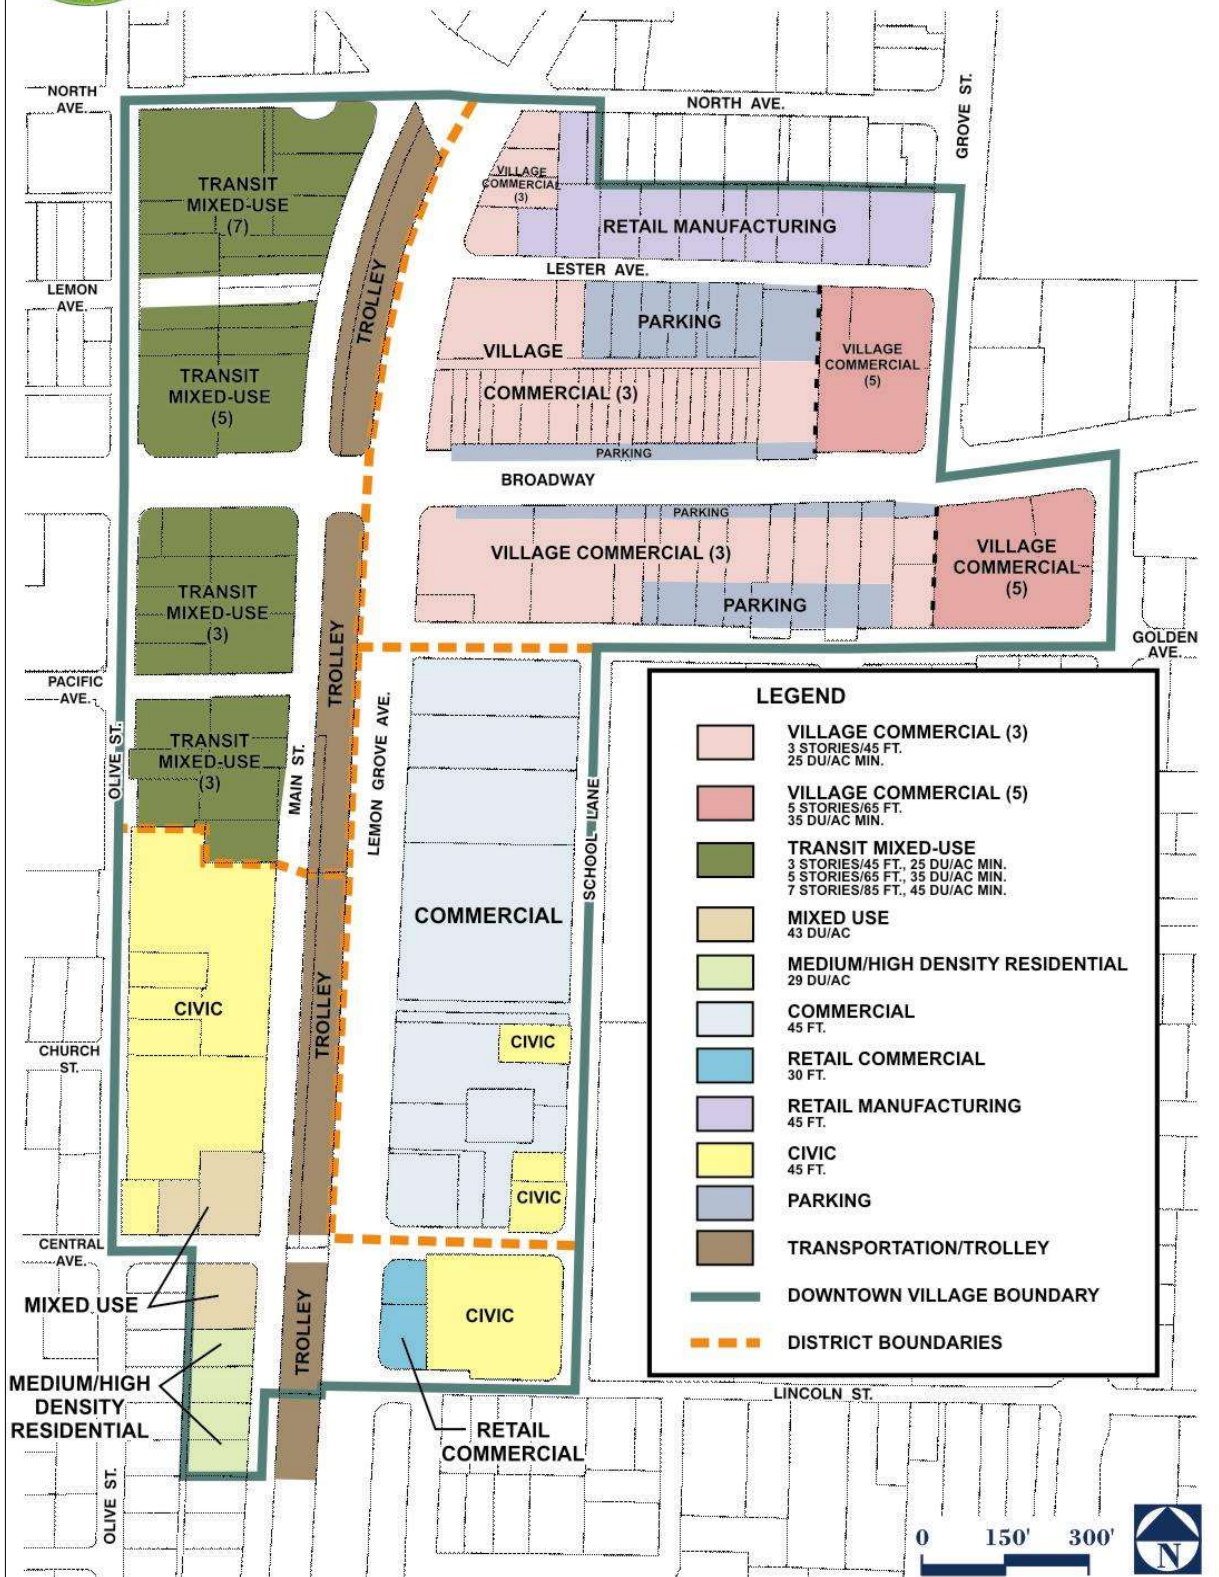 NORTH
AVE.
NORTH AVE.
GROVE ST.
TRANSIT
MIXED-USE
(7)
VILLAGE
COMMERCIAL
(3)
RETAIL MANUFACTURING
LESTER AVE.
LEMON
AVE.
TROLLEY
PARKING
VILLAGE
COMMERCIAL (3)
VILLAGE
COMMERCIAL
(5)
TRANSIT
MIXED-USE
(5)
PARKING
BROADWAY
PARKING
VILLAGE COMMERCIAL (3)
VILLAGE
COMMERCIAL
(5)
PARKING
TRANSIT
MIXED-USE
(3)
TROLLEY
GOLDEN
AVE.
PACIFIC
AVE.
OLIVE ST.
TRANSIT
MIXED-USE
(3)
MAIN ST.
LEMON GROVE AVE.
SCHOOL LANE
COMMERCIAL
CIVIC
TROLLEY
CIVIC
CHURCH
ST.
CIVIC
CENTRAL
AVE.
MIXED USE
TROLLEY
CIVIC
MEDIUM/HIGH
DENSITY
RESIDENTIAL
RETAIL
COMMERCIAL
LINCOLN ST.
OLIVE ST.
LEGEND
VILLAGE COMMERCIAL (3)
3 STORIES/45 FT.
25 DU/AC MIN.
VILLAGE COMMERCIAL (5)
5 STORIES/65 FT.
35 DU/AC MIN.
TRANSIT MIXED-USE
3 STORIES/45 FT., 25 DU/AC MIN.
5 STORIES/65 FT., 35 DU/AC MIN.
7 STORIES/85 FT., 45 DU/AC MIN.
MIXED USE
43 DU/AC
MEDIUM/HIGH DENSITY RESIDENTIAL
29 DU/AC
COMMERCIAL
45 FT.
RETAIL COMMERCIAL
30 FT.
RETAIL MANUFACTURING
45 FT.
CIVIC
45 FT.
PARKING
TRANSPORTATION/TROLLEY
DOWNTOWN VILLAGE BOUNDARY
DISTRICT BOUNDARIES
0 150' 300'
N